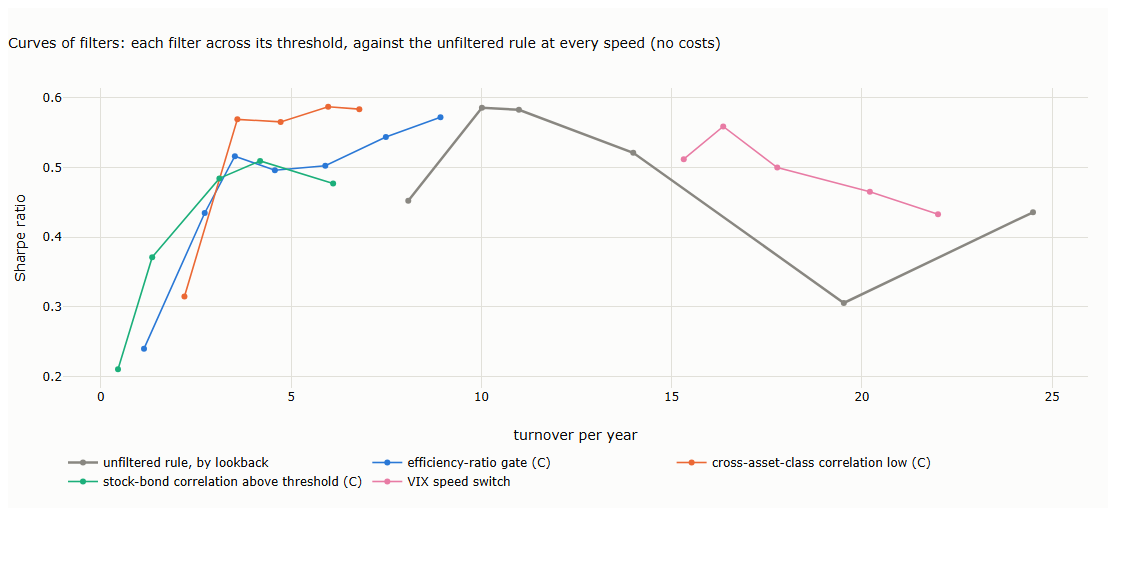 Curves of filters: each filter across its threshold, against the unfiltered rule at every speed (no costs)
Sharpe ratio
0.6
0.5
0.4
0.3
0.2
0 5 10 15 20 25
turnover per year
unfiltered rule, by lookback efficiency-ratio gate (C) cross-asset-class correlation low (C)
stock-bond correlation above threshold (C) VIX speed switch